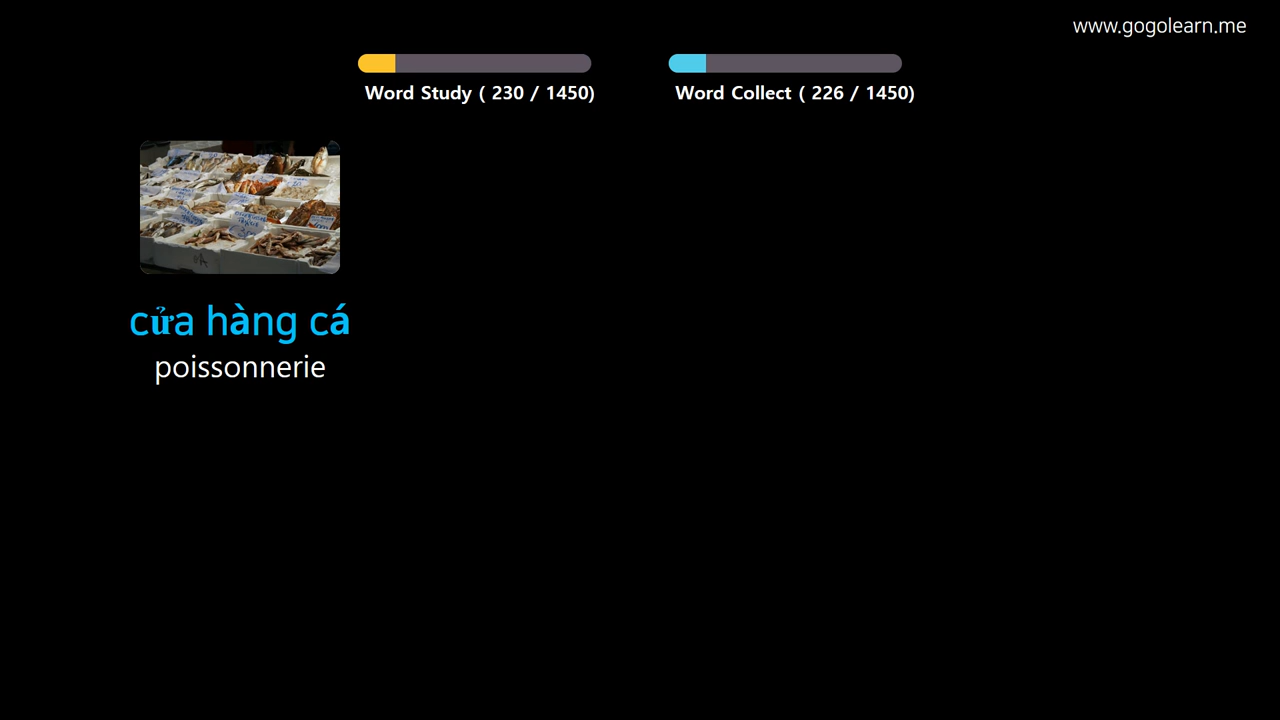 www.gogolearn.me
Word Study ( 230 / 1450)
Word Collect ( 226 / 1450)
cửa hàng cá
poissonnerie